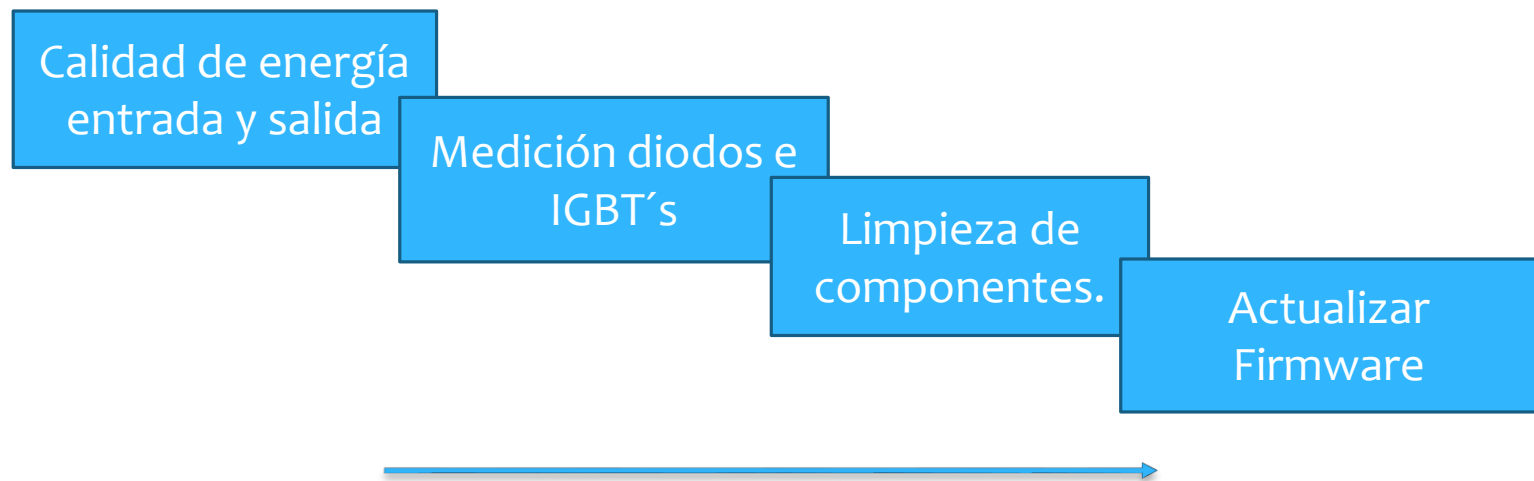 Calidad de energía
entrada y salida
Medición diodos e
IGBT´s
Limpieza de
componentes.
Actualizar
Firmware